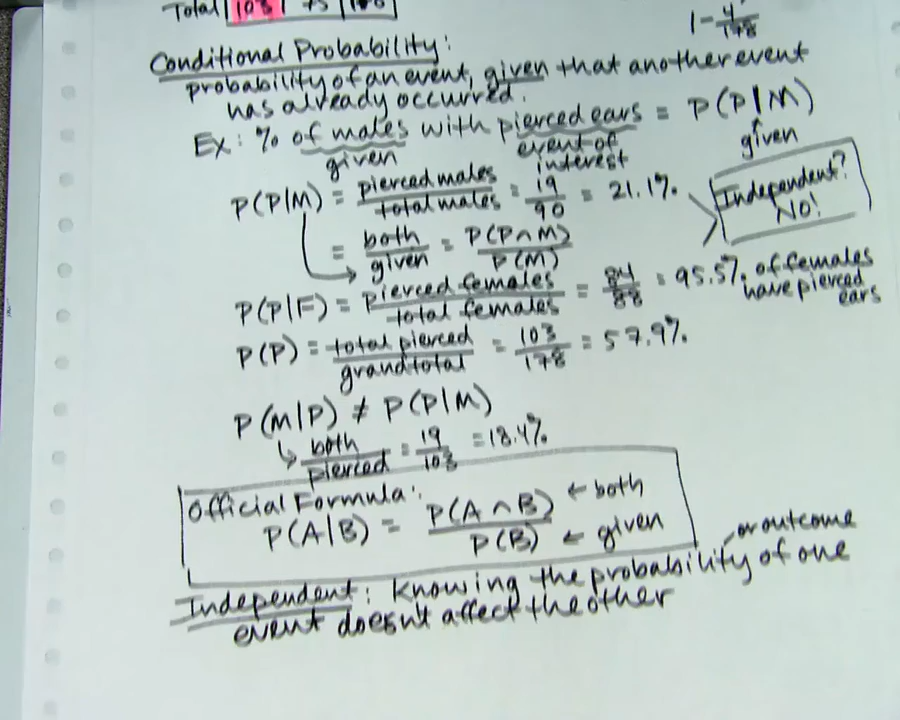 Total 103 75 178
1 - 4/178
Conditional Probability:
probability of an event, given that another event
has already occurred.
Ex: % of males with pierced ears = P(P|M)
given event of interest given
P(P|M) = pierced males/total males = 19/90 = 21.1%
Independent? NO!
= both/given = P(P∩M)/P(M)
P(P|F) = pierced females/total females = 84/88 = 95.5% of females
have pierced
ears
P(P) = total pierced/grand total = 103/178 = 57.9%
P(M|P) ≠ P(P|M)
↳ both/pierced = 19/103 = 18.4%
Official Formula:
P(A|B) = P(A∩B)/P(B) ← both ← given
or outcome
Independent: Knowing the probability of one
event doesn't affect the other